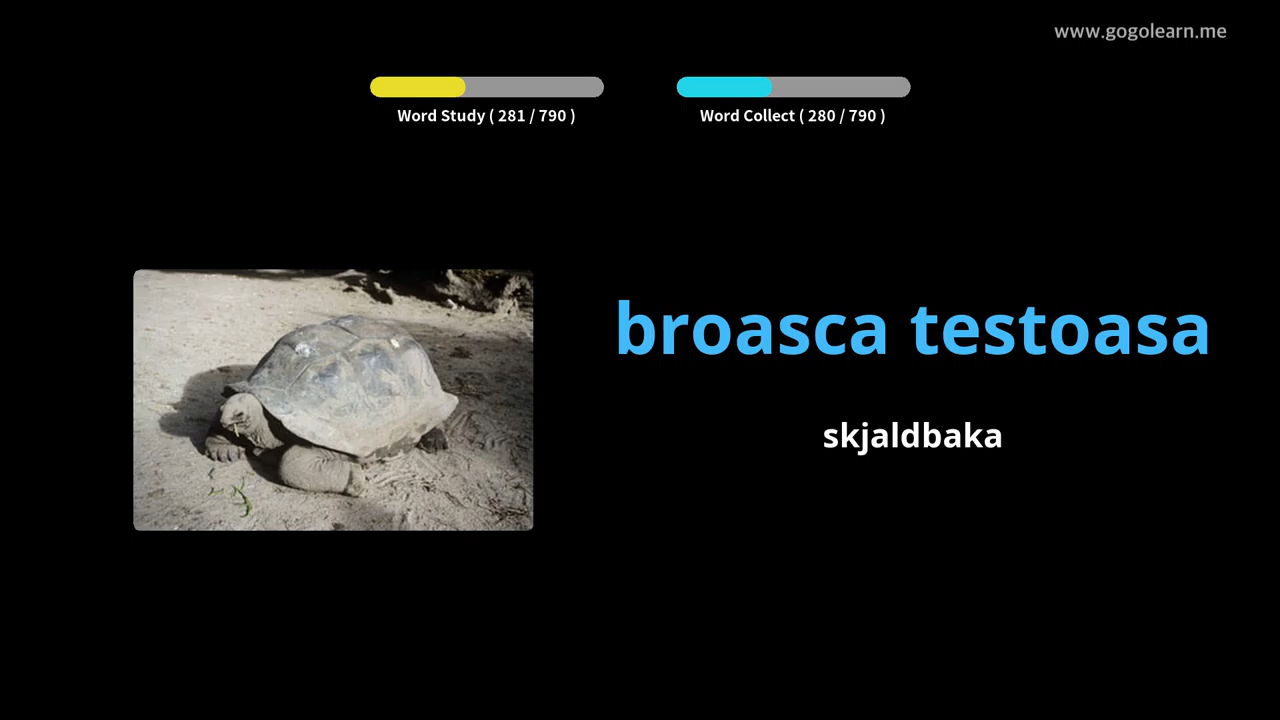 www.gogolearn.me
Word Study ( 281 / 790 )
Word Collect ( 280 / 790 )
broasca testoasa
skjaldbaka